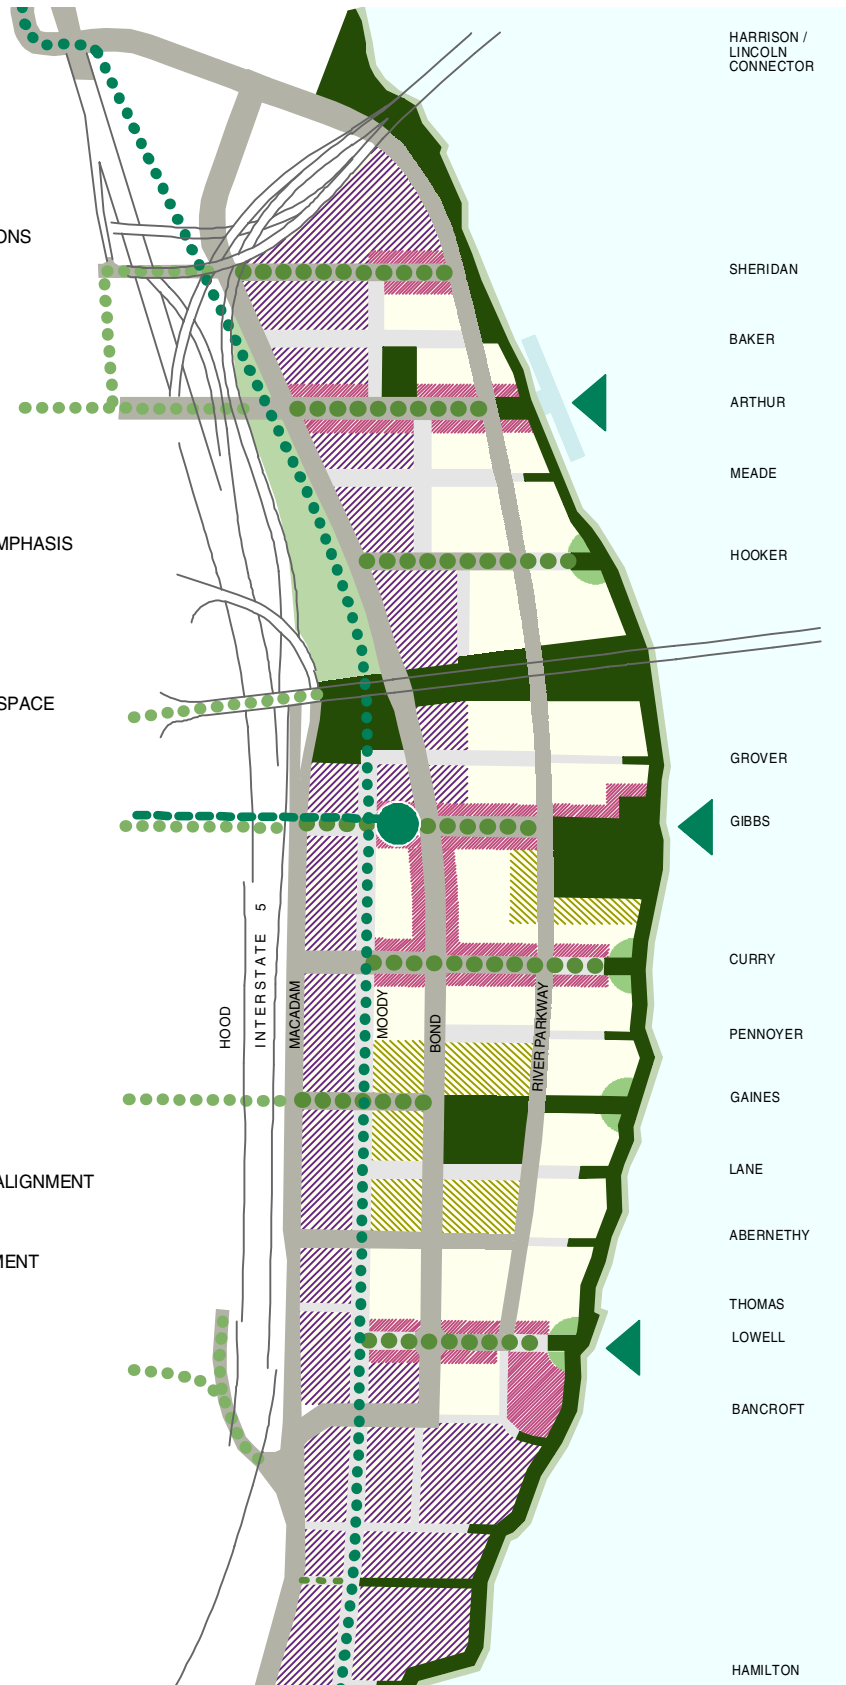 HARRISON /
LINCOLN
CONNECTOR
ONS
SHERIDAN
BAKER
ARTHUR
MEADE
MPHASIS
HOOKER
SPACE
GROVER
GIBBS
CURRY
HOOD
INTERSTATE 5
MACADAM
MOODY
BOND
RIVER PARKWAY
PENNOYER
GAINES
LANE
ALIGNMENT
ABERNETHY
MENT
THOMAS
LOWELL
BANCROFT
HAMILTON